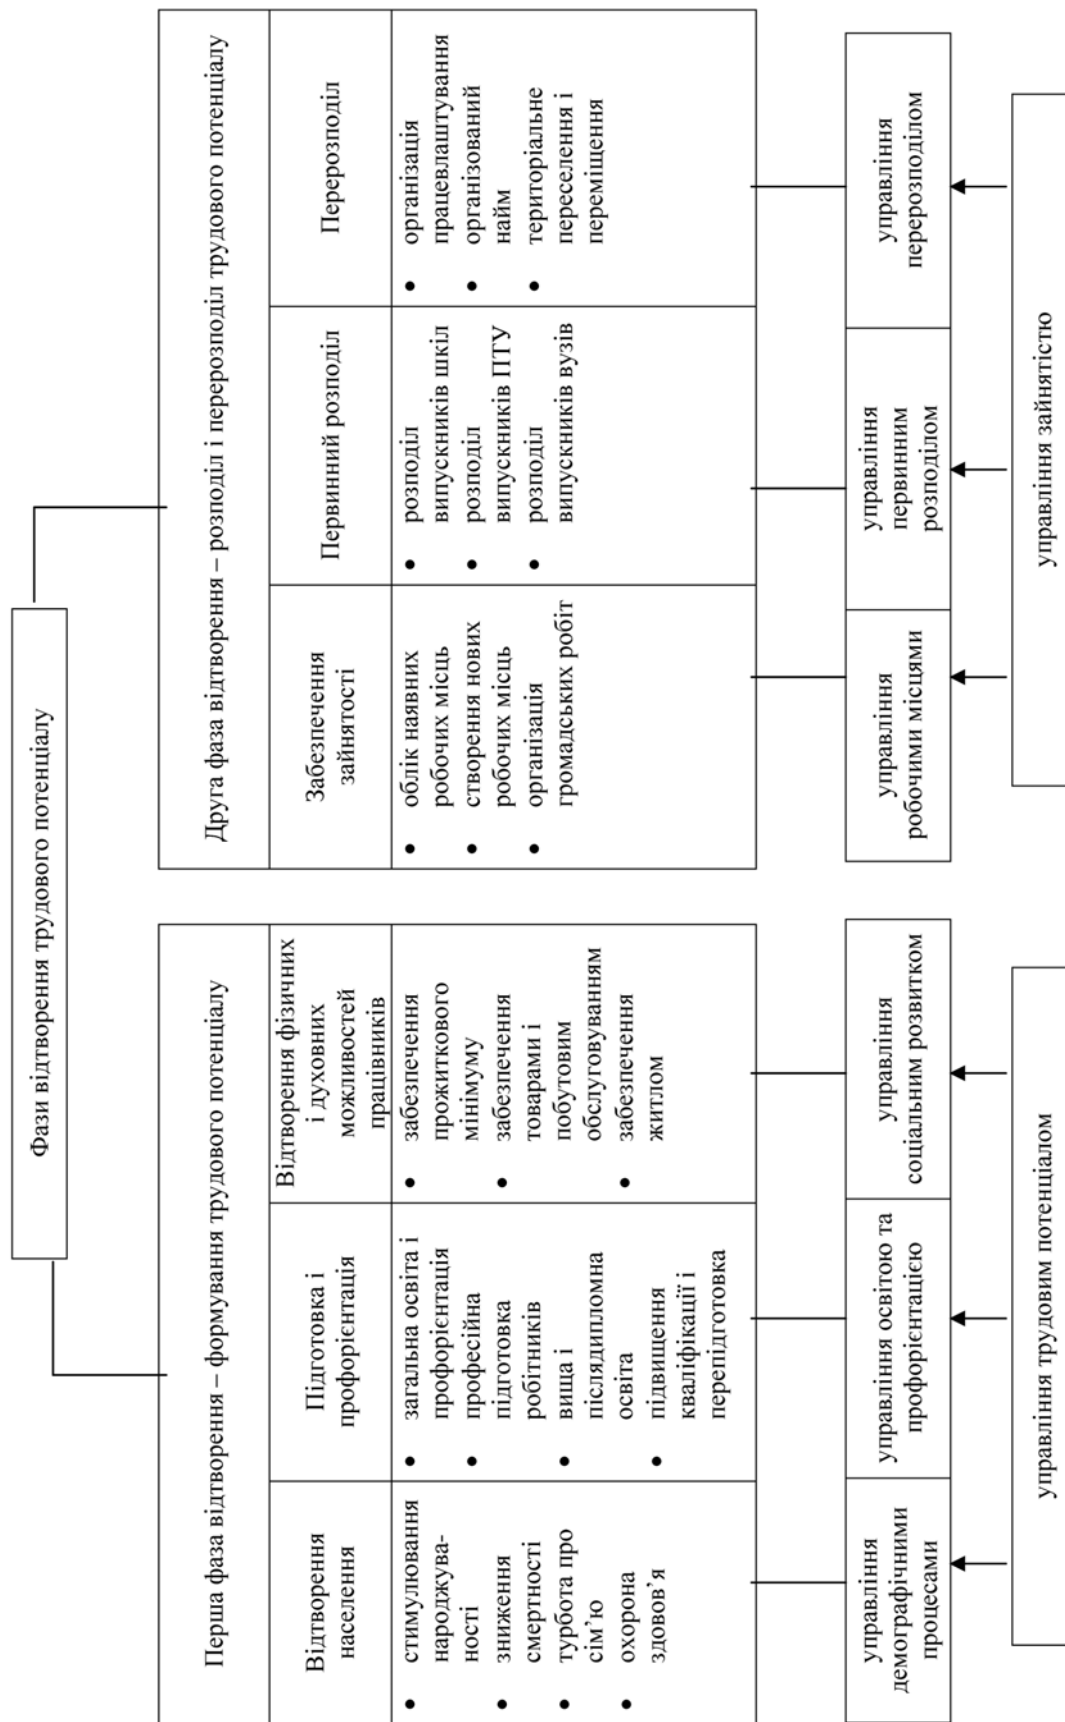 Фази відтворення трудового потенціалу
Перша фаза відтворення – формування трудового потенціалу
Відтворення
населення
• стимулювання
народжува-
ності
• зниження
смертності
• турбота про
сім’ю
• охорона
здовов’я
Підготовка і
профорієнтація
• загальна освіта і
профорієнтація
• професійна
підготовка
робітників
• вища і
післядипломна
освіта
• підвищення
кваліфікації і
перепідготовка
Відтворення фізичних
і духовних
можливостей
працівників
• забезпечення
прожиткового
мінімуму
• забезпечення
товарами і
побутовим
обслуговуванням
• забезпечення
житлом
управління
демографічними
процесами
управління освітою та
профорієнтацією
управління
соціальним розвитком
управління трудовим потенціалом
Друга фаза відтворення – розподіл і перерозподіл трудового потенціалу
Забезпечення
зайнятості
• облік наявних
робочих місць
• створення нових
робочих місць
• організація
громадських робіт
Первинний розподіл
• розподіл
випускників шкіл
• розподіл
випускників ПТУ
• розподіл
випускників вузів
Перерозподіл
• організація
працевлаштування
• організований
найм
• територіальне
переселення і
переміщення
управління
робочими місцями
управління
первинним
розподілом
управління
перерозподілом
управління зайнятістю